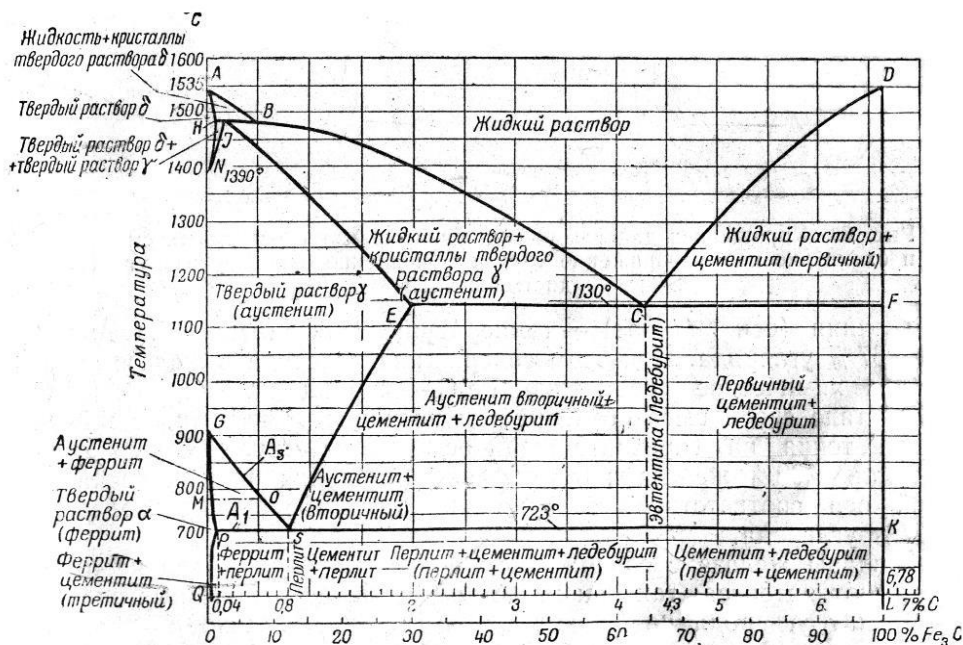 °C
Жидкость+кристаллы
твердого раствора δ
1600
1535
1500
1400
1300
1200
1100
1000
900
800
700
600
Температура
A
D
Твердый раствор δ
H
B
J
N
1390°
Жидкий раствор
Твердый раствор δ+
+твердый раствор γ
Жидкий раствор+
кристаллы твердого
раствора γ
(аустенит)
Жидкий раствор +
цементит (первичный)
Твердый раствор γ
(аустенит)
1130°
E
C
F
Аустенит вторичный+
цементит + ледебурит
Эвтектика (Ледебурит)
Первичный
цементит+
ледебурит
G
A₃
Аустенит
+ феррит
O
Аустенит+
цементит
(вторичный)
M
Твердый
раствор α
(феррит)
A₁
P
S
723°
K
Феррит
+перлит
Перлит
Цементит
+перлит
Перлит+цементит+ледебурит
(перлит+цементит)
Цементит+ледебурит
(перлит+цементит)
Феррит+
цементит
(третичный)
Q
6,78
0,04 0,8 2 3 4 4,3 5 6 L 7% C
0 10 20 30 40 50 60 70 80 90 100 % Fe₃C